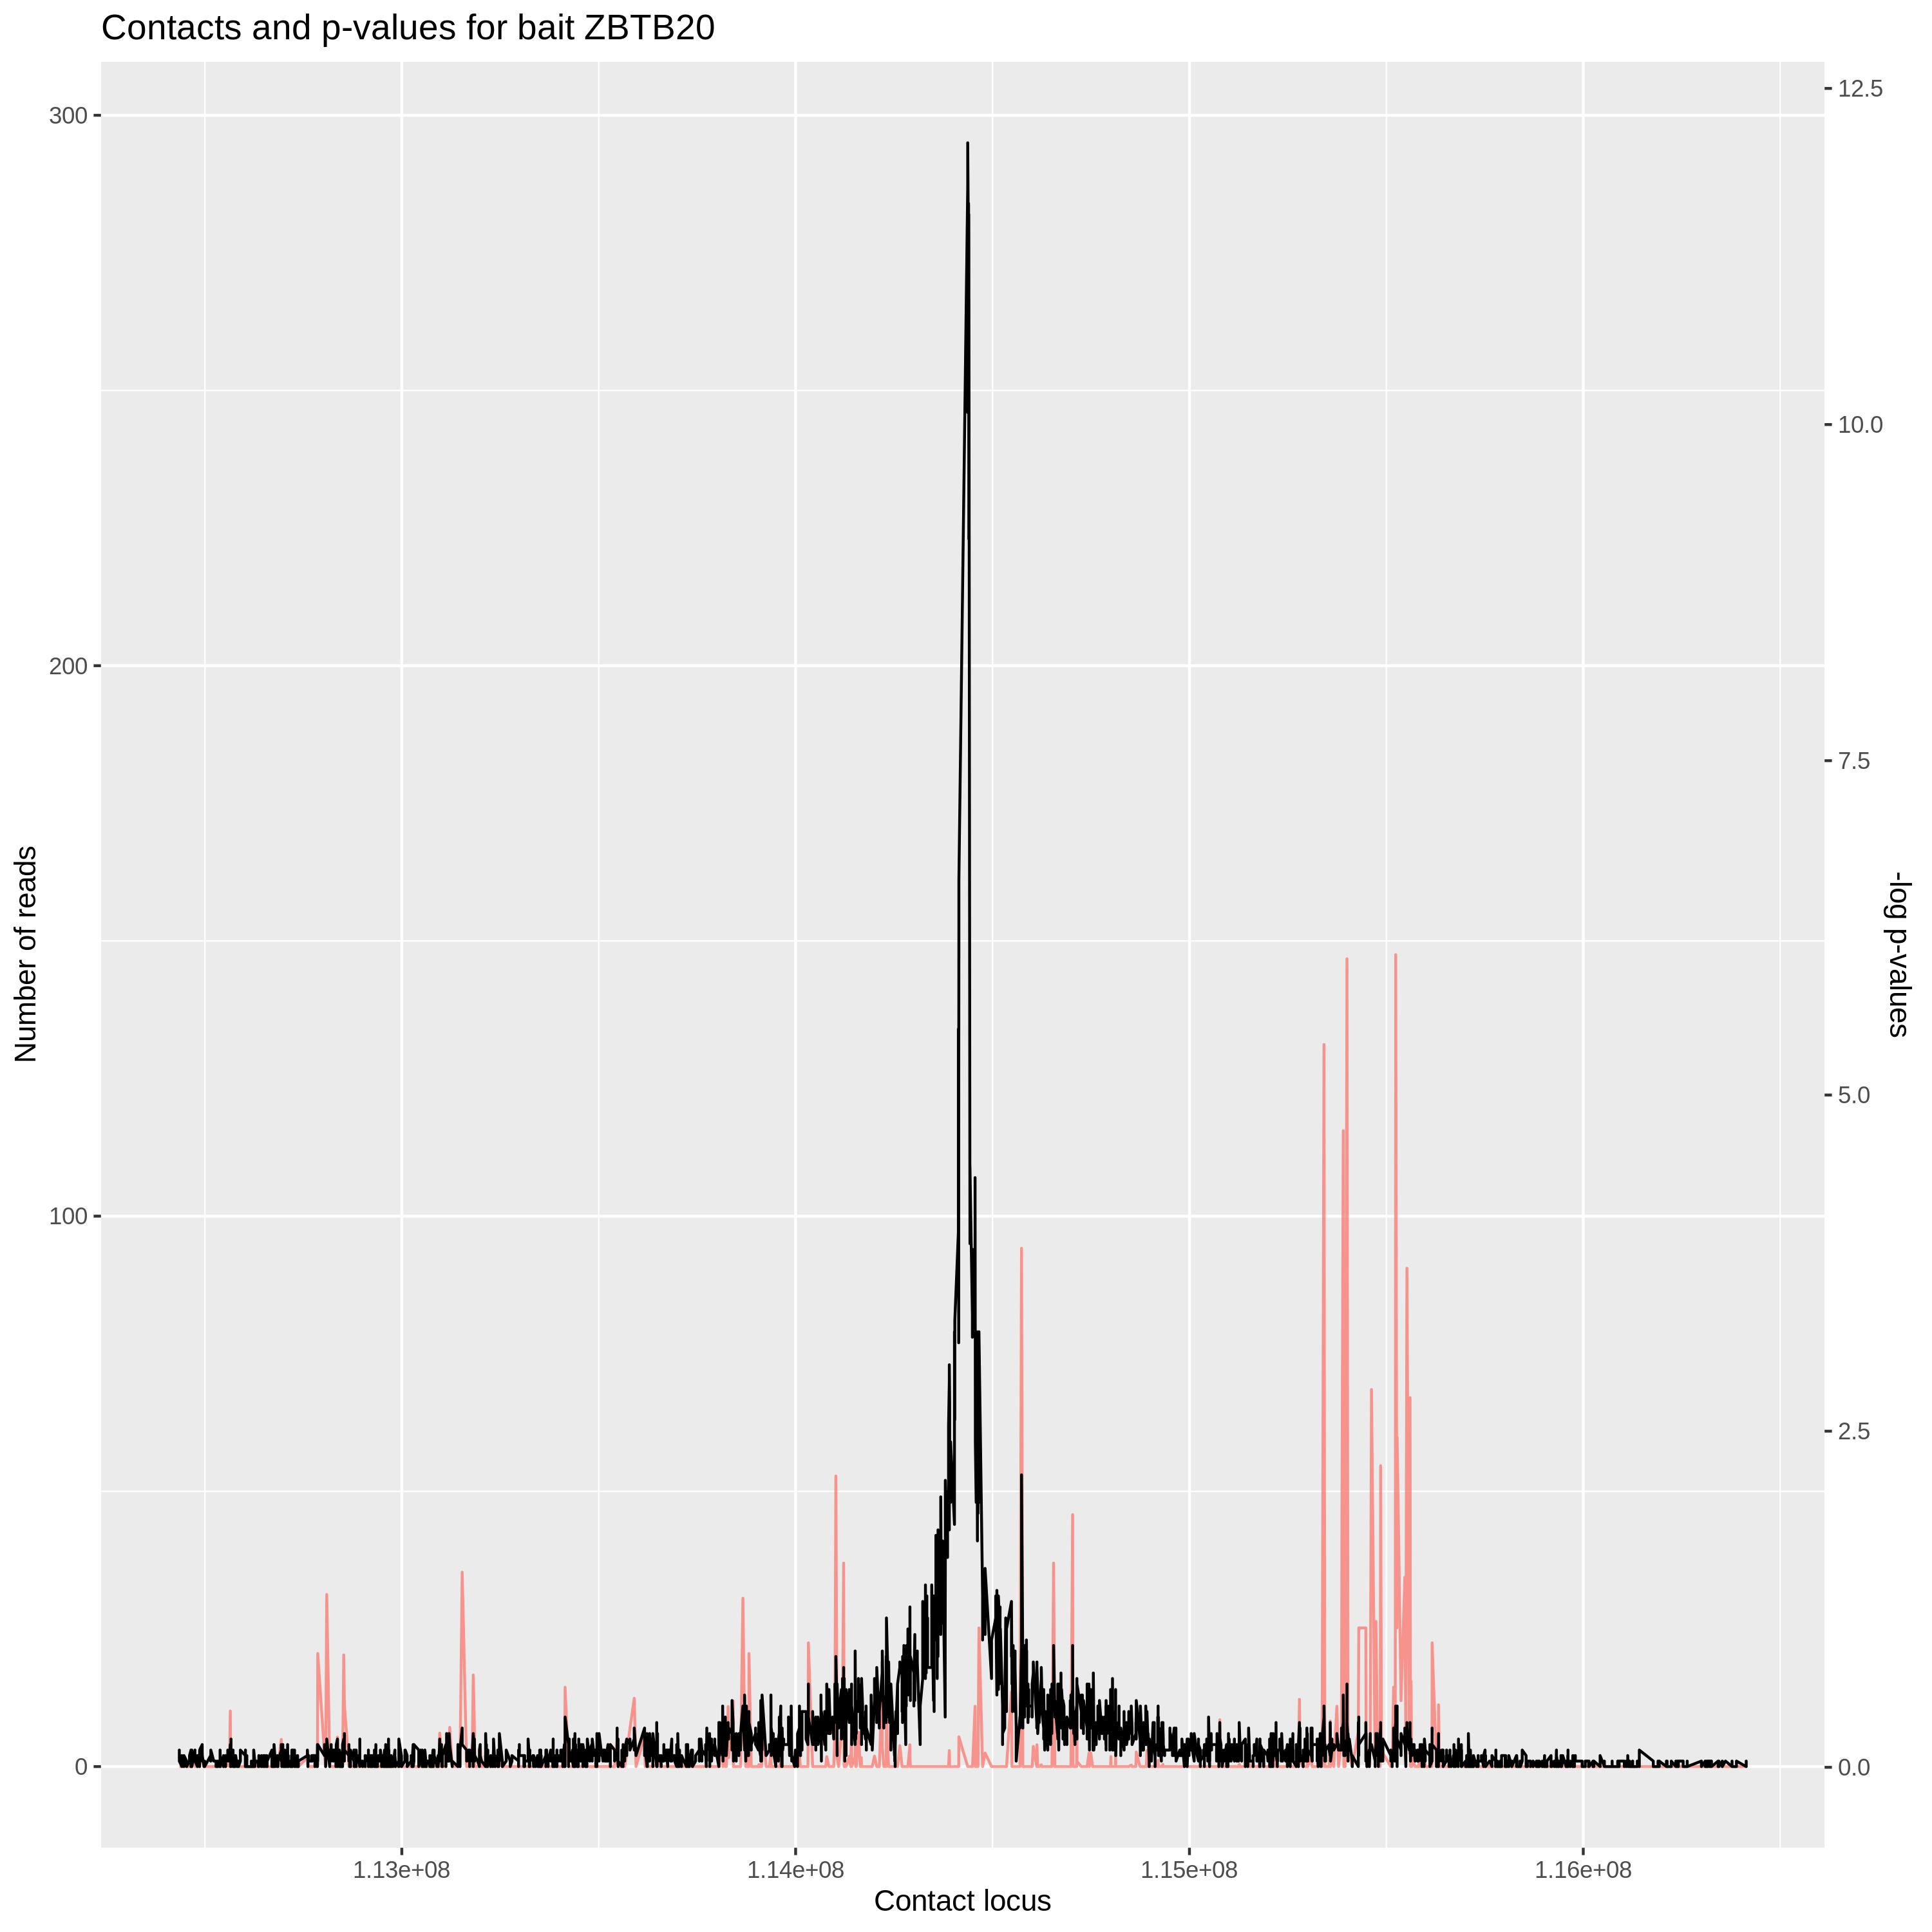 Contacts and p-values for bait ZBTB20
300
200
100
0
Number of reads
12.5
10.0
7.5
5.0
2.5
0.0
-log p-values
1.13e+08 1.14e+08 1.15e+08 1.16e+08
Contact locus